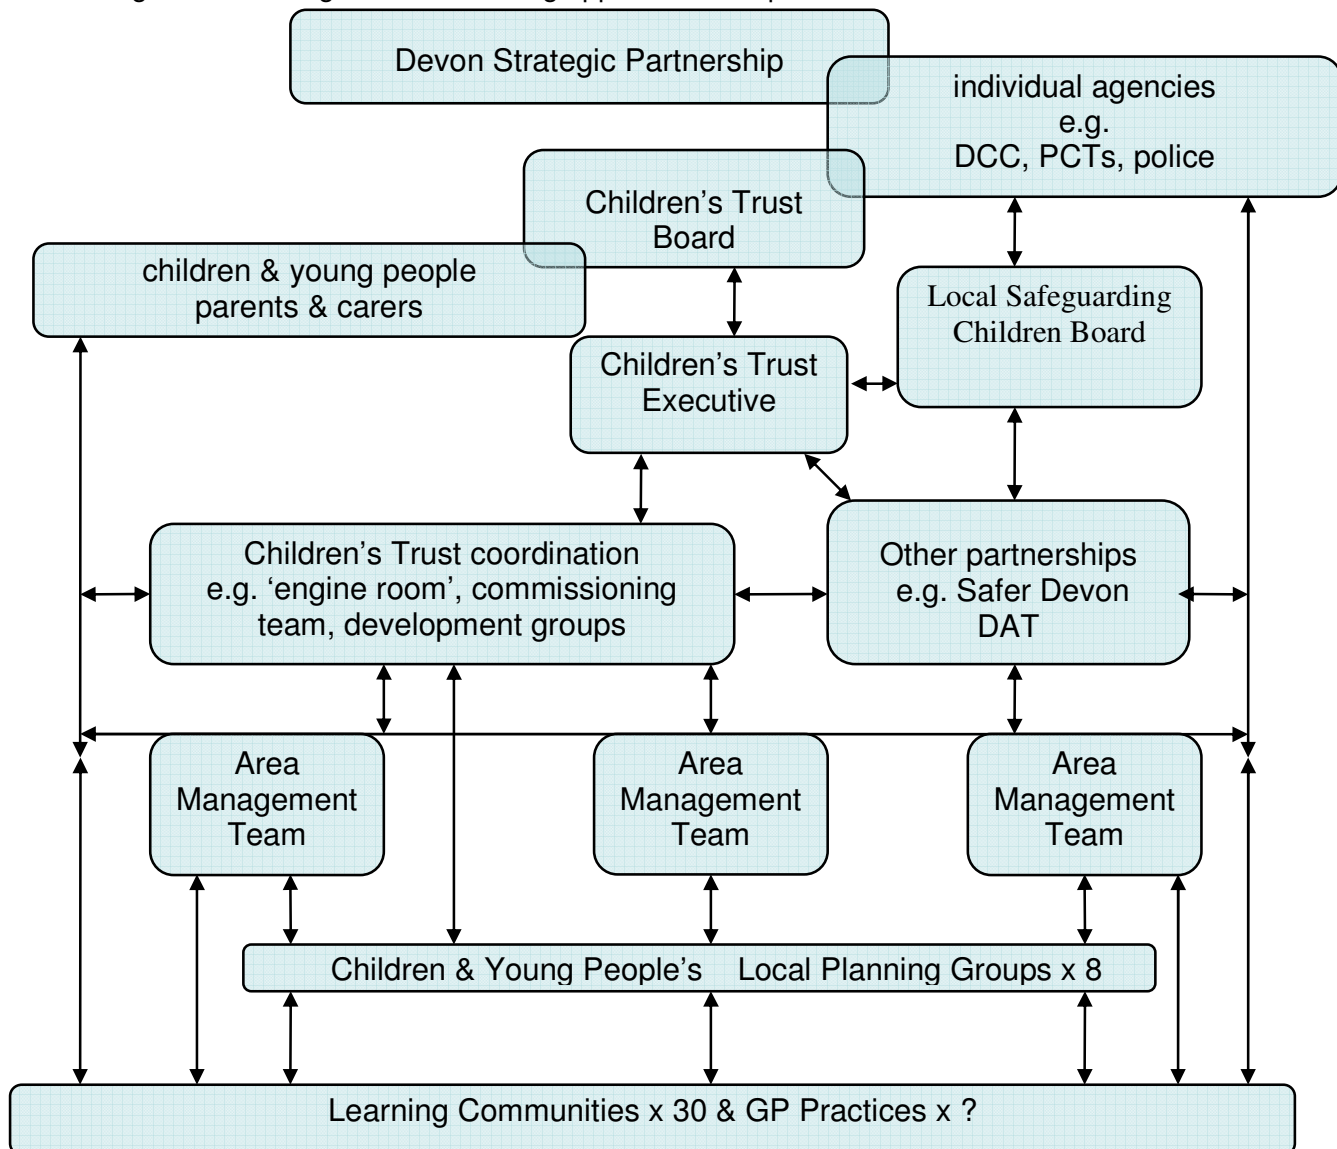 Devon Strategic Partnership
individual agencies
e.g.
DCC, PCTs, police
Children’s Trust
Board
children & young people
parents & carers
Local Safeguarding
Children Board
Children’s Trust
Executive
Children’s Trust coordination
e.g. ‘engine room’, commissioning
team, development groups
Other partnerships
e.g. Safer Devon
DAT
Area
Management
Team
Area
Management
Team
Area
Management
Team
Children & Young People’s Local Planning Groups x 8
Learning Communities x 30 & GP Practices x ?